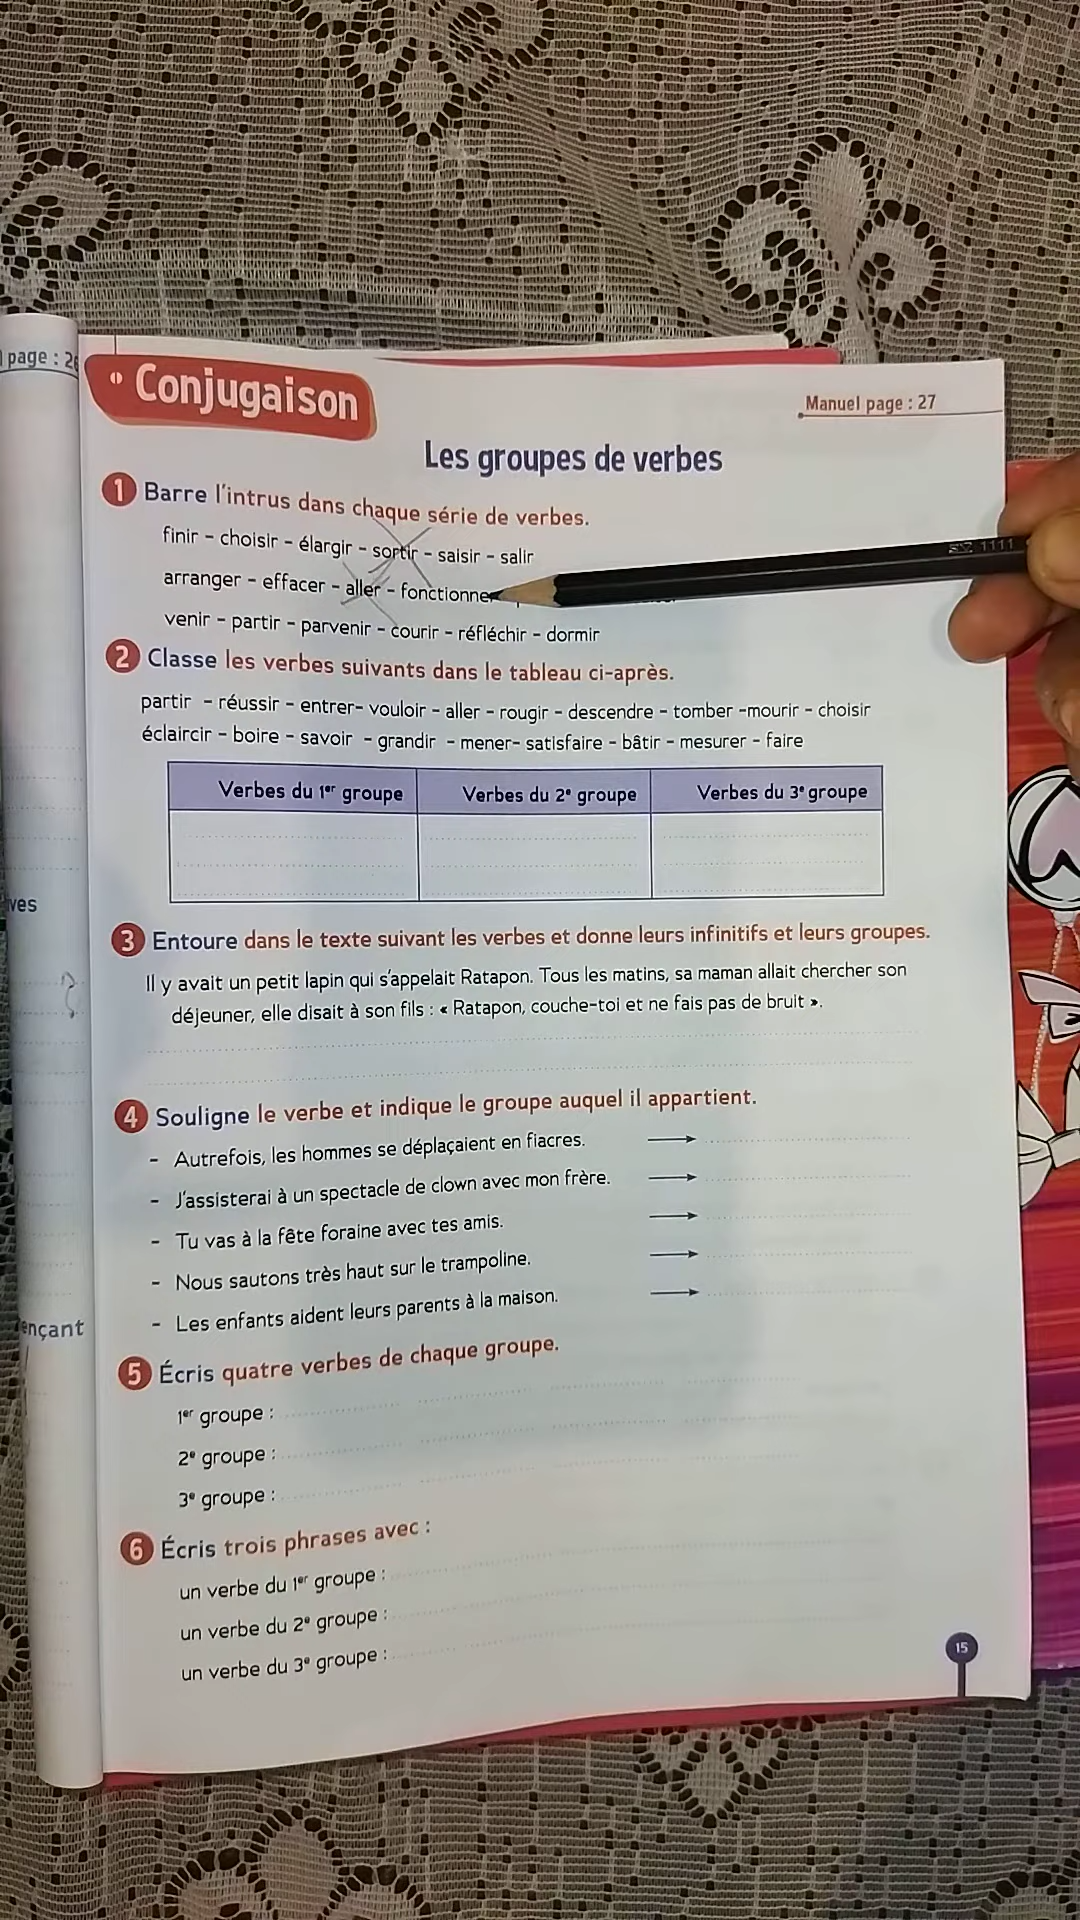 page : 26
Conjugaison
Manuel page : 27
Les groupes de verbes
1 Barre l'intrus dans chaque série de verbes.
finir - choisir - élargir - sortir - saisir - salir
arranger - effacer - aller - fonctionner
venir - partir - parvenir - courir - réfléchir - dormir
2 Classe les verbes suivants dans le tableau ci-après.
partir - réussir - entrer- vouloir - aller - rougir - descendre - tomber -mourir - choisir
éclaircir - boire - savoir - grandir - mener- satisfaire - bâtir - mesurer - faire
Verbes du 1er groupe Verbes du 2e groupe Verbes du 3e groupe
ves
3 Entoure dans le texte suivant les verbes et donne leurs infinitifs et leurs groupes.
Il y avait un petit lapin qui s'appelait Ratapon. Tous les matins, sa maman allait chercher son
déjeuner, elle disait à son fils : « Ratapon, couche-toi et ne fais pas de bruit ».
4 Souligne le verbe et indique le groupe auquel il appartient.
- Autrefois, les hommes se déplaçaient en fiacres.
- J'assisterai à un spectacle de clown avec mon frère.
- Tu vas à la fête foraine avec tes amis.
- Nous sautons très haut sur le trampoline.
- Les enfants aident leurs parents à la maison.
ençant
5 Écris quatre verbes de chaque groupe.
1er groupe :
2e groupe :
3e groupe :
6 Écris trois phrases avec :
un verbe du 1er groupe :
un verbe du 2e groupe :
un verbe du 3e groupe :
15